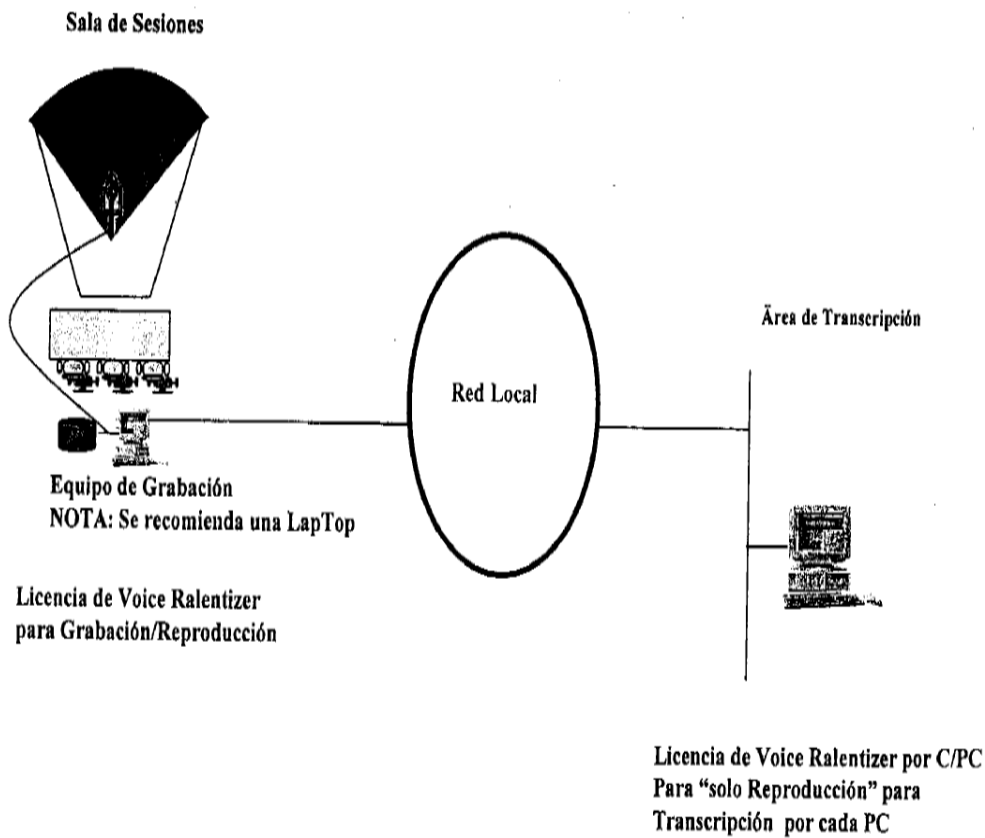 Sala de Sesiones
Red Local
Ärea de Transcripción
Equipo de Grabación
NOTA: Se recomienda una LapTop
Licencia de Voice Ralentizer
para Grabación/Reproducción
Licencia de Voice Ralentizer por C/PC
Para “solo Reproducción” para
Transcripción por cada PC